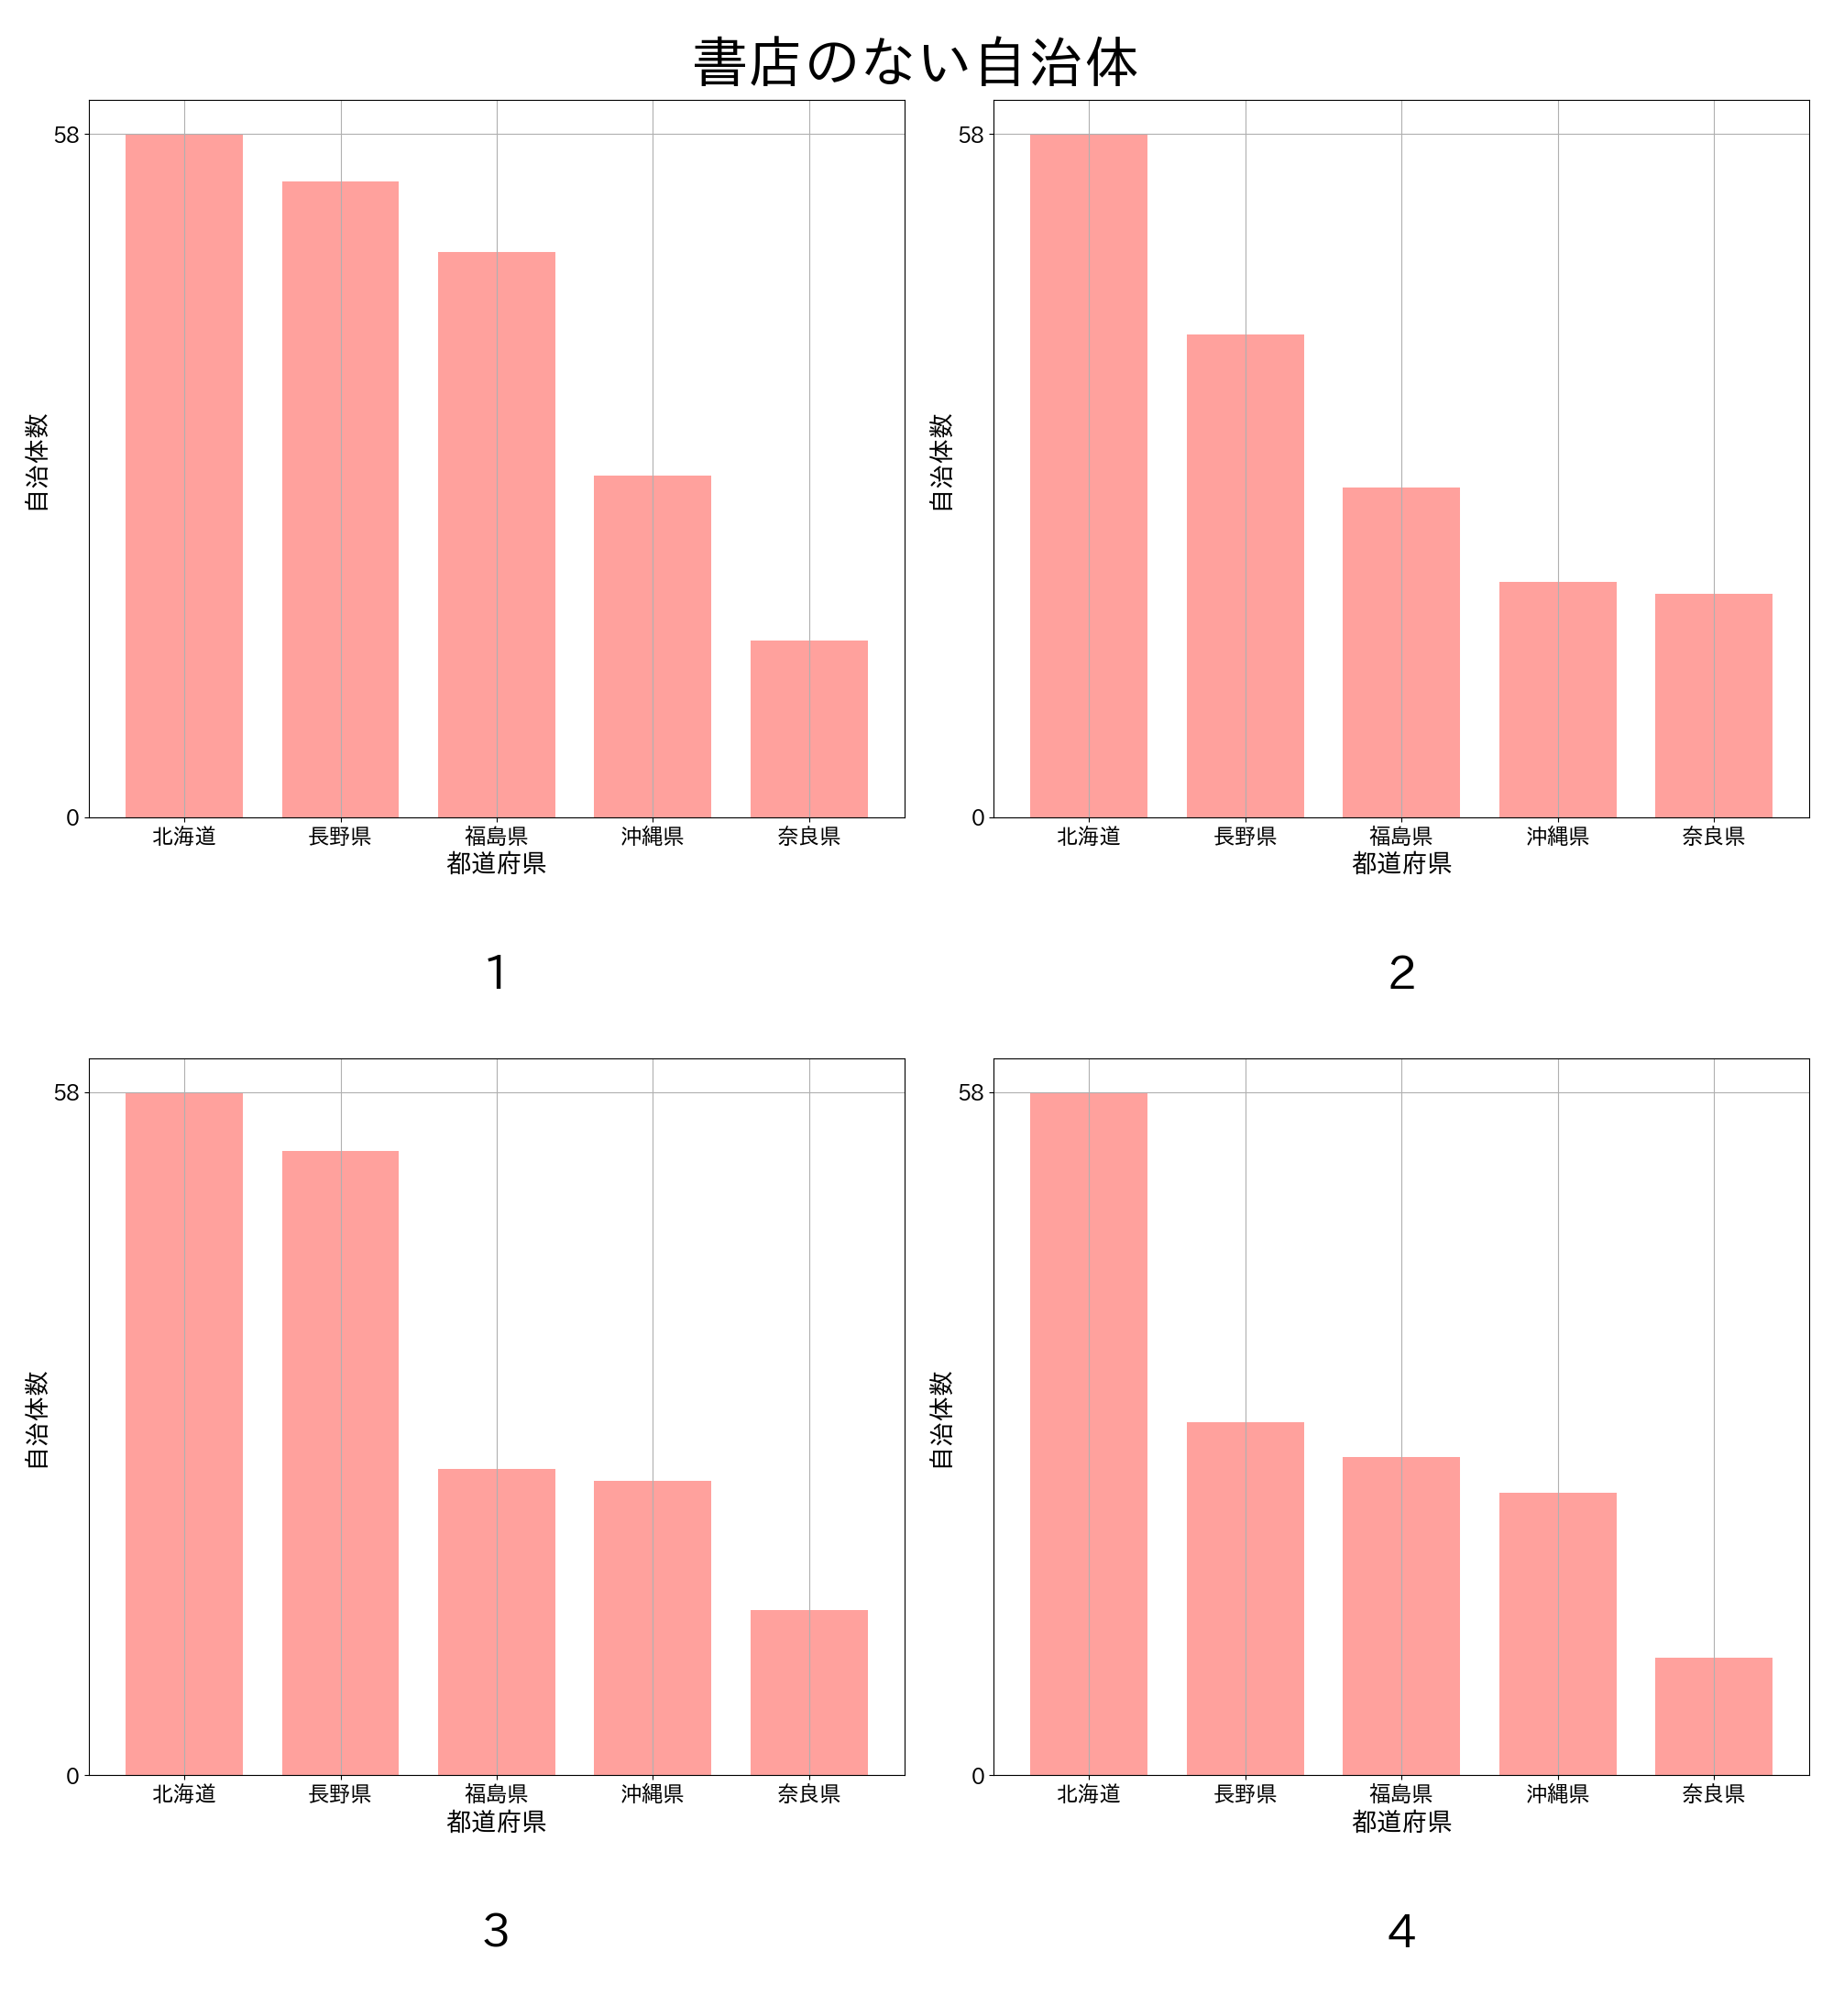 書店のない自治体
58
0
自治体数
北海道 長野県 福島県 沖縄県 奈良県
都道府県
1
58
0
自治体数
北海道 長野県 福島県 沖縄県 奈良県
都道府県
2
58
0
自治体数
北海道 長野県 福島県 沖縄県 奈良県
都道府県
3
58
0
自治体数
北海道 長野県 福島県 沖縄県 奈良県
都道府県
4